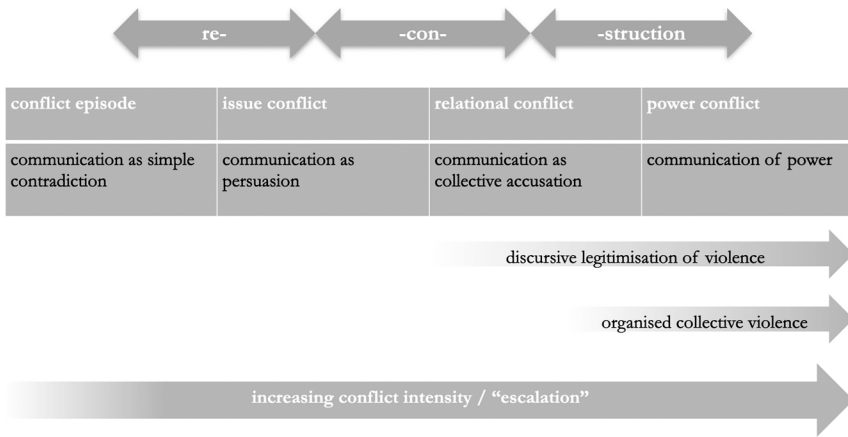 re-
-con-
-struction
conflict episode
issue conflict
relational conflict
power conflict
communication as simple
contradiction
communication as
persuasion
communication as
collective accusation
communication of power
discursive legitimisation of violence
organised collective violence
increasing conflict intensity / “escalation”